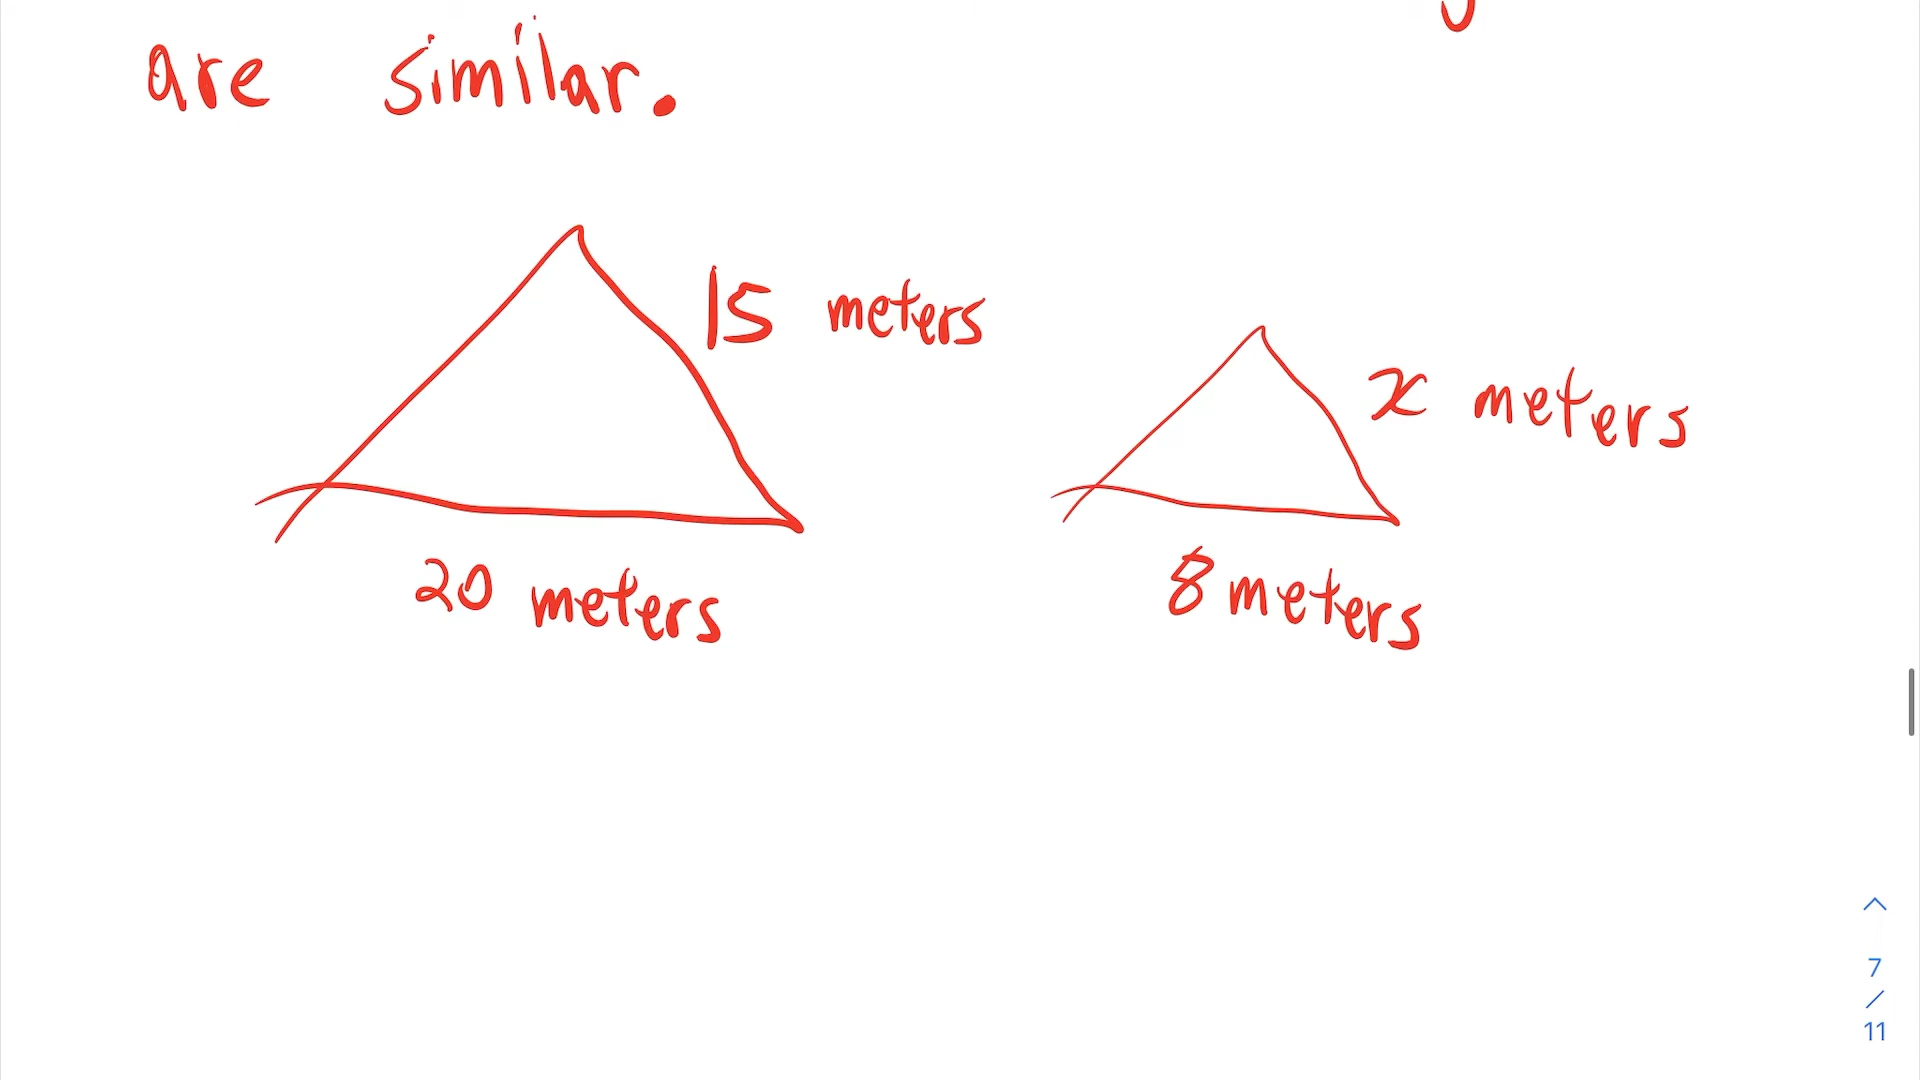 are similar.
15 meters
x meters
20 meters
8 meters
7
/
11